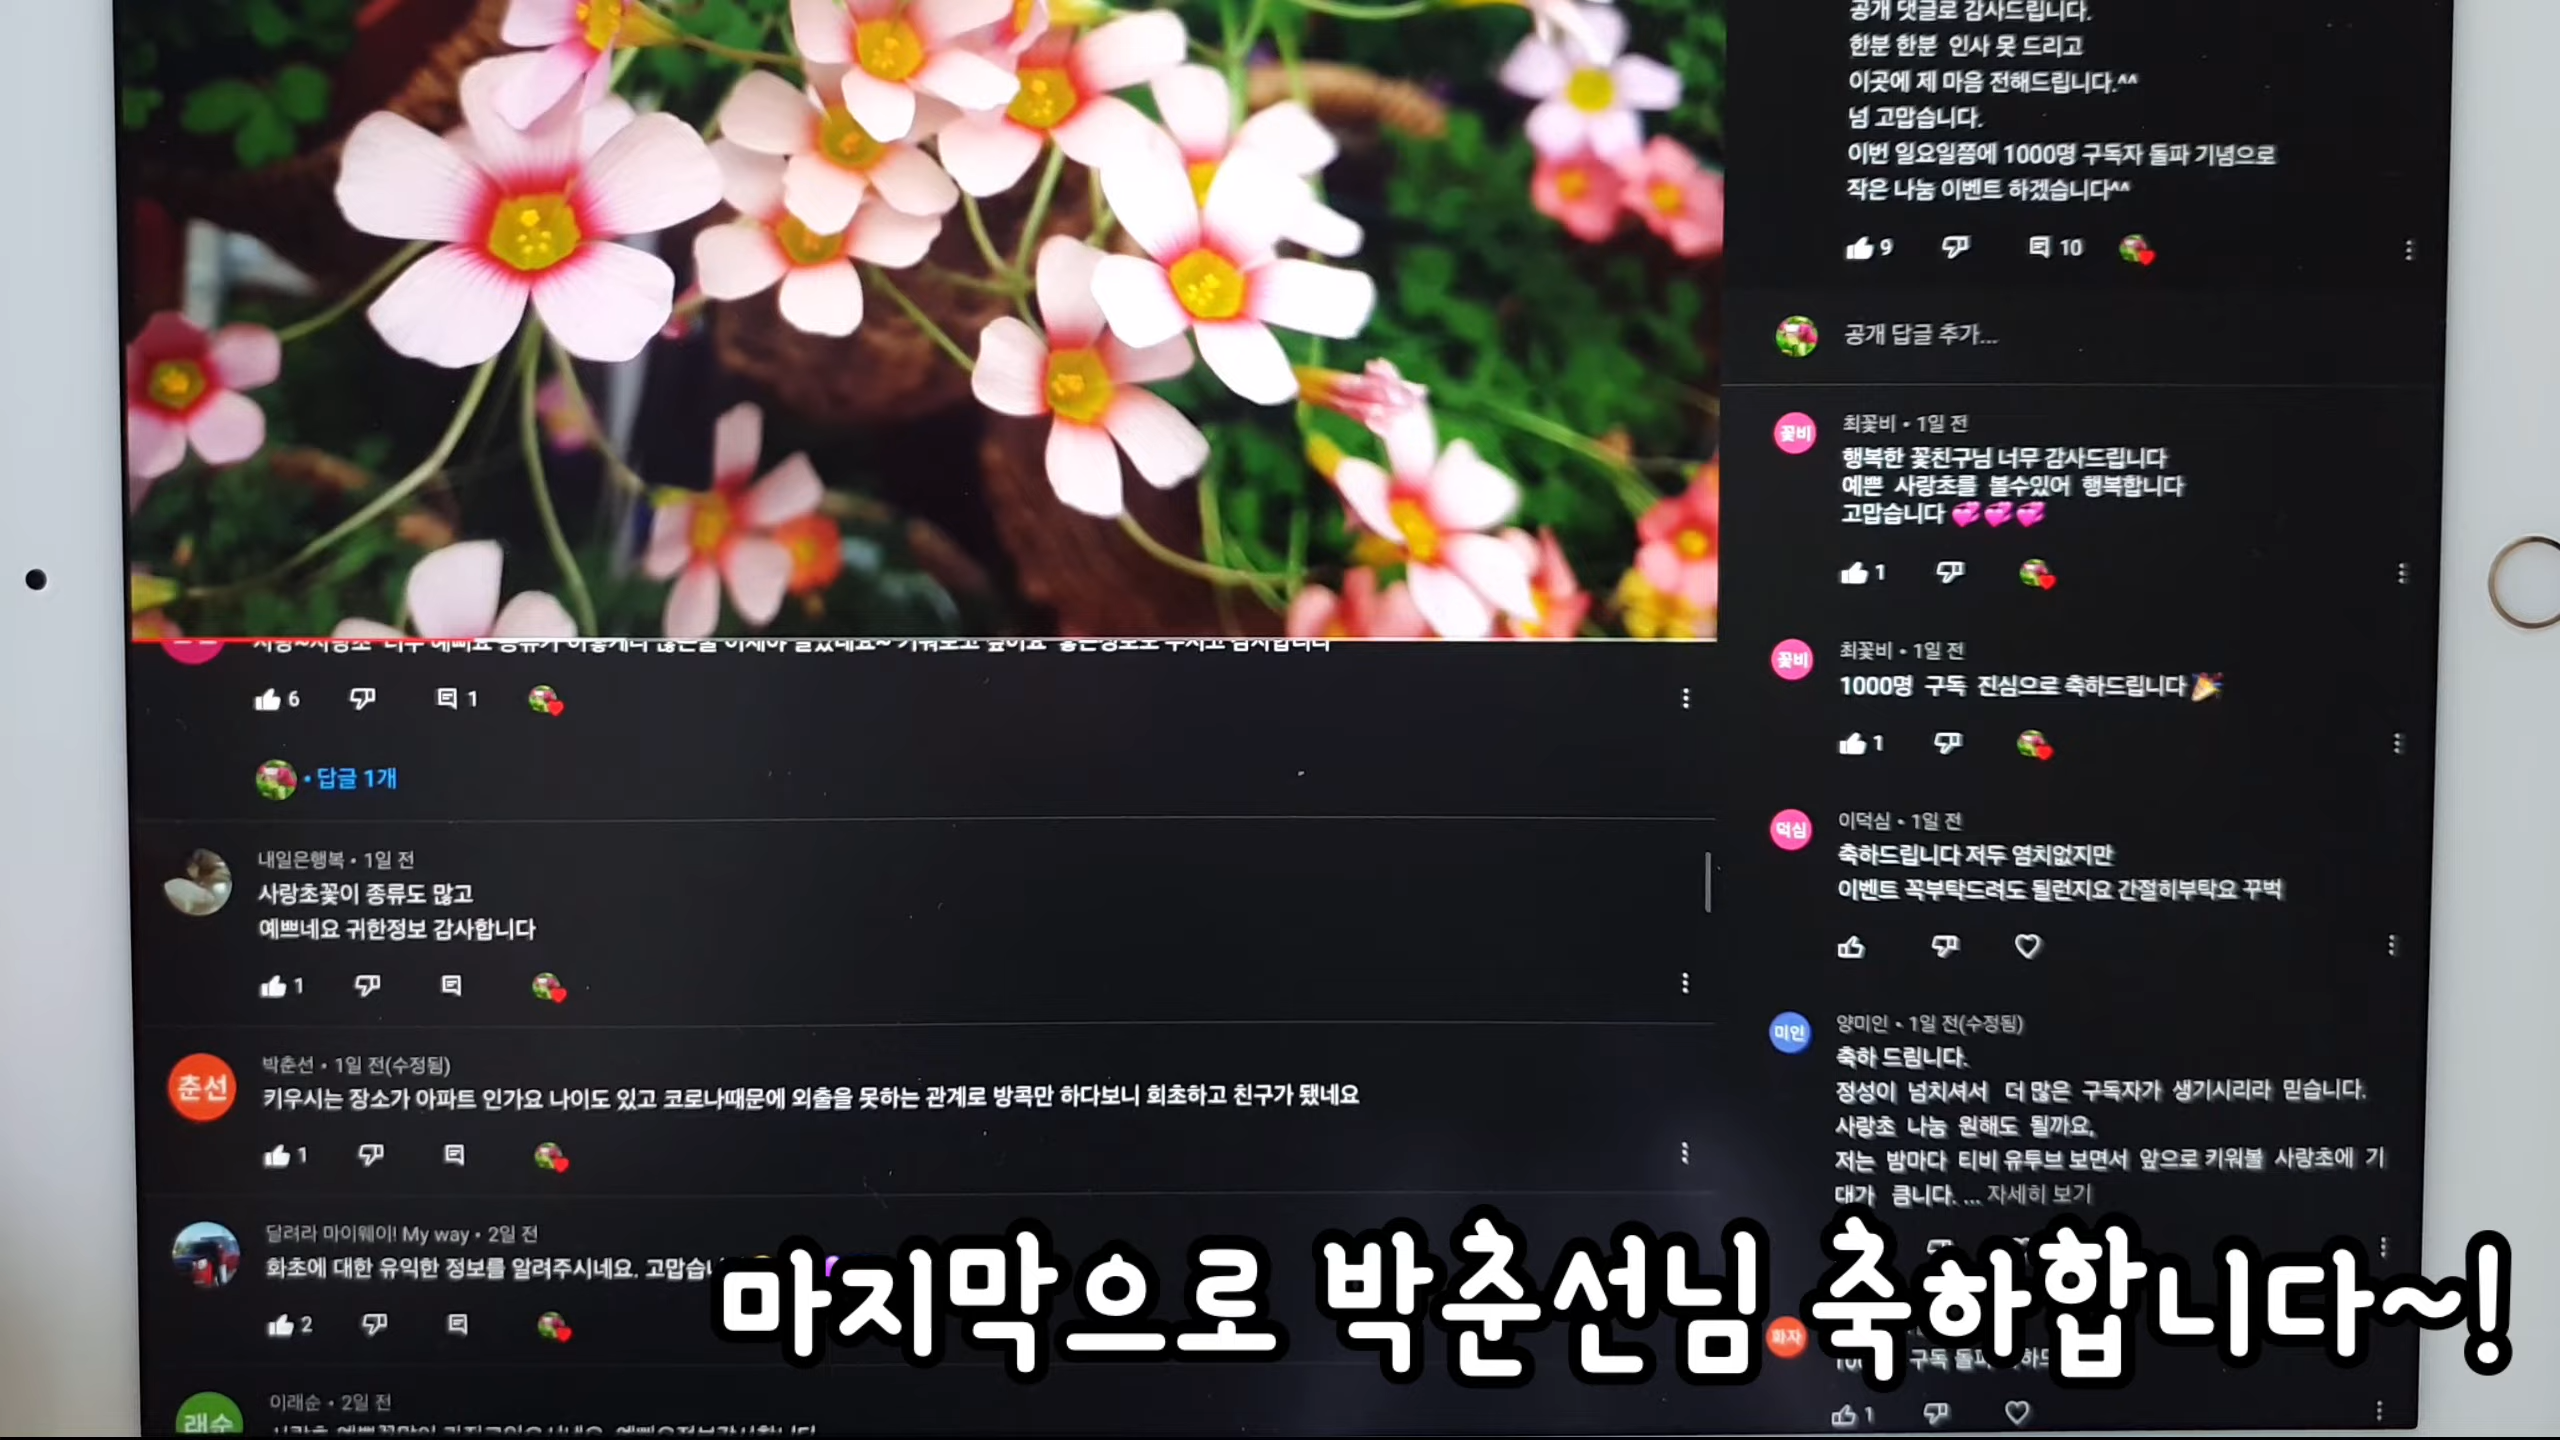 공개 댓글로 감사드립니다.
한분 한분 인사 못 드리고
이곳에 제 마음 전해드립니다.^^
넘 고맙습니다.
이번 일요일쯤에 1000명 구독자 돌파 기념으로
작은 나눔 이벤트 하겠습니다^^
9
10
공개 답글 추가...
꽃비
최꽃비 • 1일 전
행복한 꽃친구님 너무 감사드립니다
예쁜 사랑초를 볼수있어 행복합니다
고맙습니다 💞💞💞
1
꽃비
최꽃비 • 1일 전
1000명 구독 진심으로 축하드립니다 🎉
1
덕심
이덕심 • 1일 전
축하드립니다 저두 염치없지만
이벤트 꼭부탁드려도 될런지요 간절히부탁요 꾸벅
미인
양미인 • 1일 전(수정됨)
축하 드림니다.
정성이 넘치셔서 더 많은 구독자가 생기시리라 믿습니다.
사랑초 나눔 원해도 될까요,
저는 밤마다 티비 유투브 보면서 앞으로 키워볼 사랑초에 기
대가 큼니다. ... 자세히 보기
화자
구독
1
6
1
• 답글 1개
내일은행복 • 1일 전
사랑초꽃이 종류도 많고
예쁘네요 귀한정보 감사합니다
1
춘선
박춘선 • 1일 전(수정됨)
키우시는 장소가 아파트 인가요 나이도 있고 코로나때문에 외출을 못하는 관계로 방콕만 하다보니 회초하고 친구가 됐네요
1
달려라 마이웨이! My way • 2일 전
화초에 대한 유익한 정보를 알려주시네요. 고맙습니
2
래순
이래순 • 2일 전
마지막으로 박춘선님 축하합니다~!